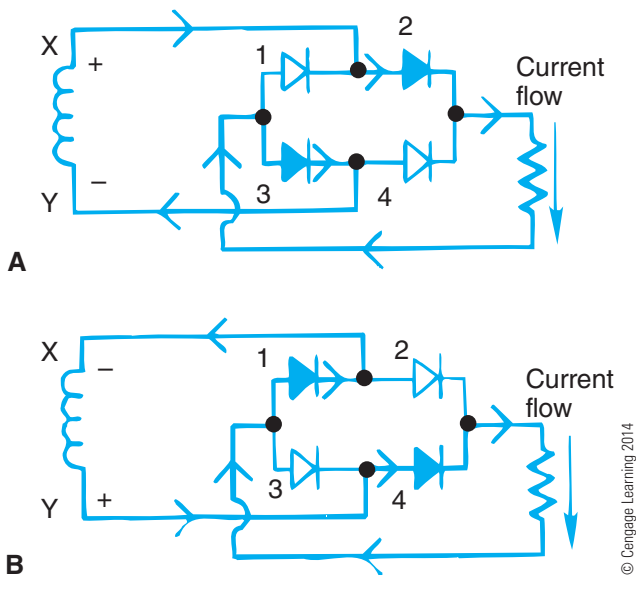 X
+
1
2
Current
flow
Y
–
3
4
A
X
–
1
2
Current
flow
Y
+
3
4
B
© Cengage Learning 2014